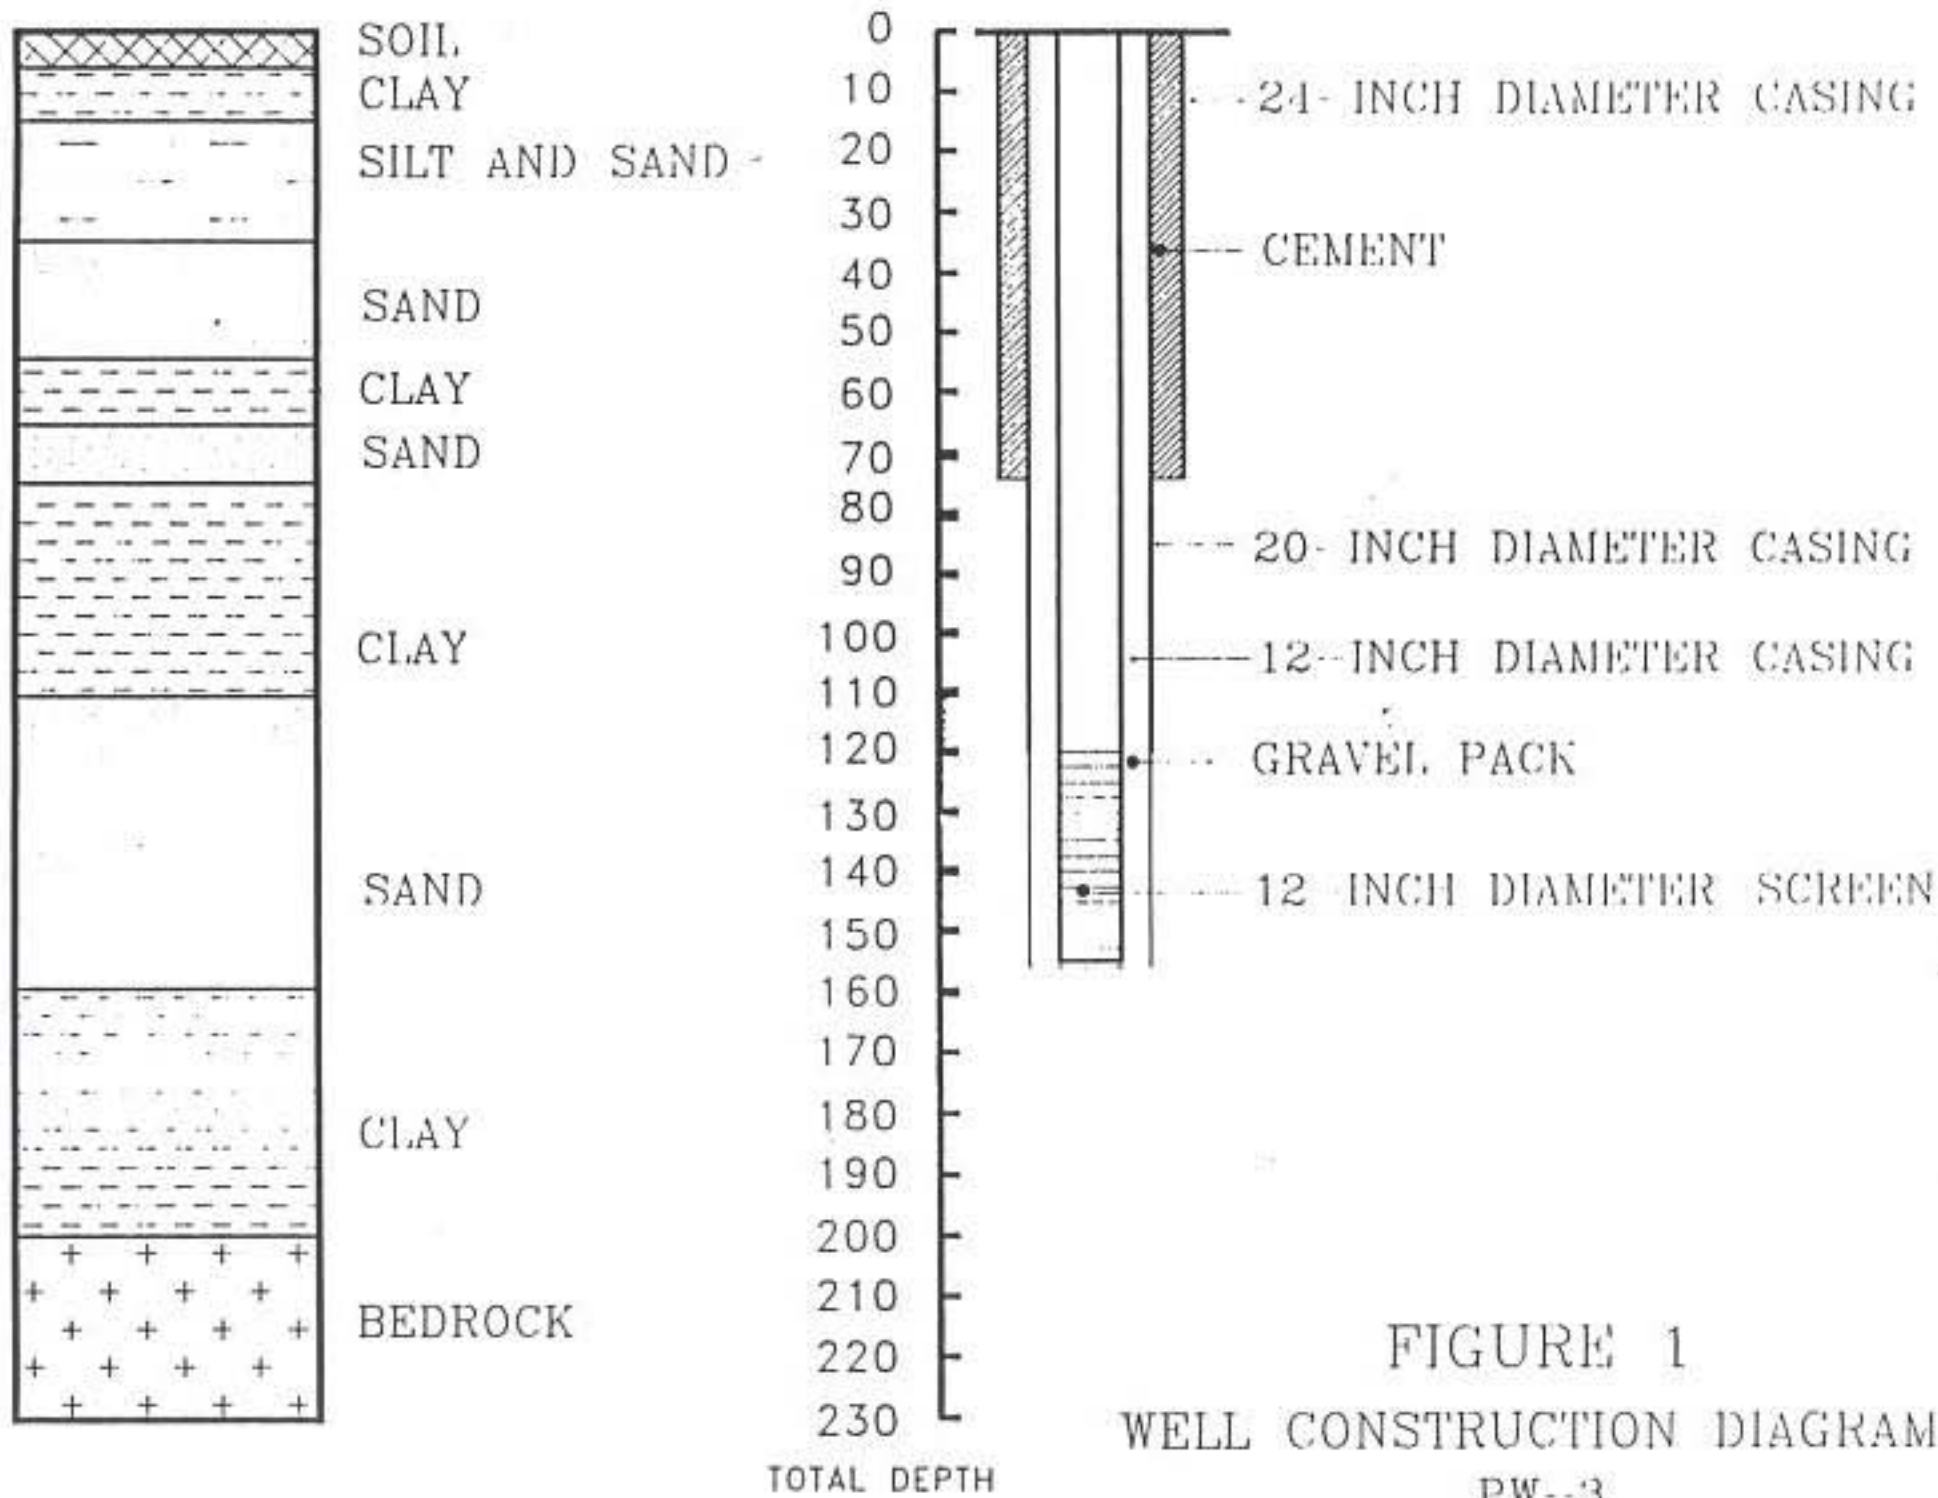 SOIL
CLAY
SILT AND SAND
SAND
CLAY
SAND
CLAY
SAND
CLAY
BEDROCK
0
10
20
30
40
50
60
70
80
90
100
110
120
130
140
150
160
170
180
190
200
210
220
230
TOTAL DEPTH
24-INCH DIAMETER CASING
CEMENT
20-INCH DIAMETER CASING
12-INCH DIAMETER CASING
GRAVEL PACK
12 INCH DIAMETER SCREEN
FIGURE 1
WELL CONSTRUCTION DIAGRAM
PW-3